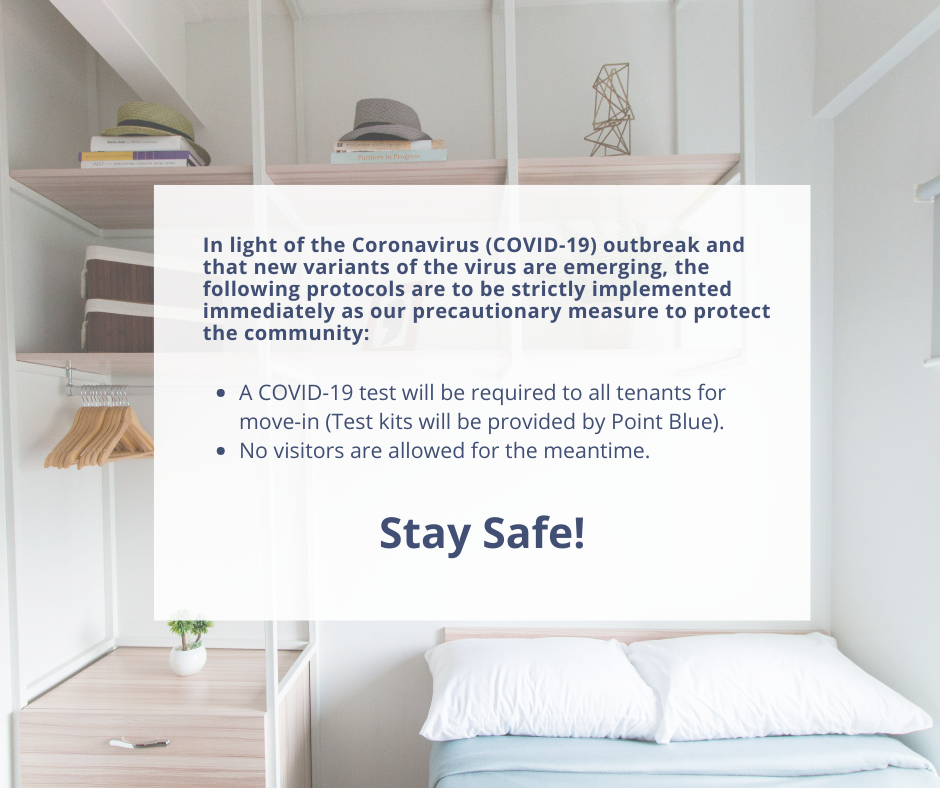 Partners in Progress
In light of the Coronavirus (COVID-19) outbreak and
that new variants of the virus are emerging, the
following protocols are to be strictly implemented
immediately as our precautionary measure to protect
the community:
• A COVID-19 test will be required to all tenants for
move-in (Test kits will be provided by Point Blue).
• No visitors are allowed for the meantime.
Stay Safe!